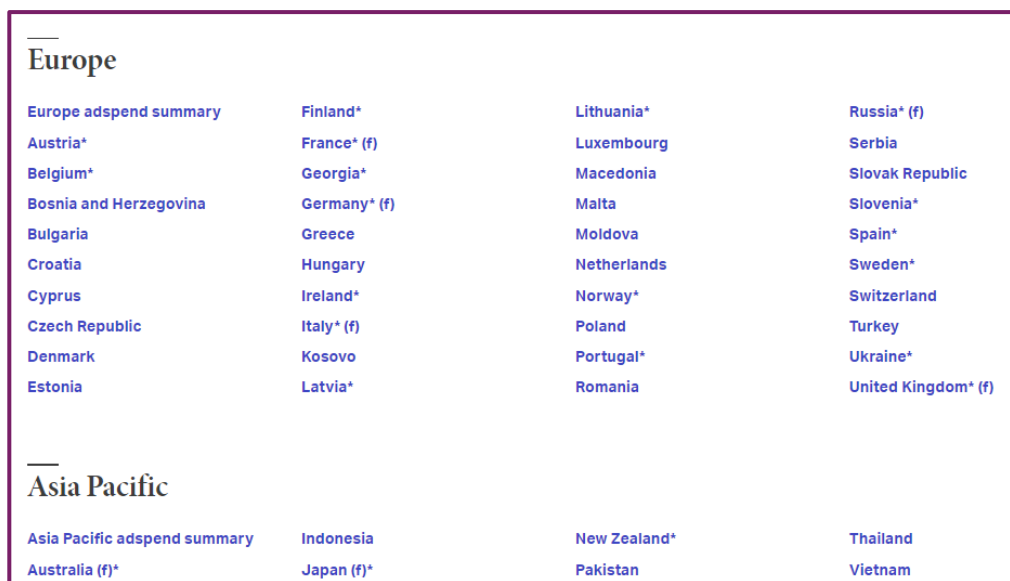 Europe
Europe adspend summary
Austria*
Belgium*
Bosnia and Herzegovina
Bulgaria
Croatia
Cyprus
Czech Republic
Denmark
Estonia
Finland*
France* (f)
Georgia*
Germany* (f)
Greece
Hungary
Ireland*
Italy* (f)
Kosovo
Latvia*
Lithuania*
Luxembourg
Macedonia
Malta
Moldova
Netherlands
Norway*
Poland
Portugal*
Romania
Russia* (f)
Serbia
Slovak Republic
Slovenia*
Spain*
Sweden*
Switzerland
Turkey
Ukraine*
United Kingdom* (f)
Asia Pacific
Asia Pacific adspend summary
Australia (f)*
Indonesia
Japan (f)*
New Zealand*
Pakistan
Thailand
Vietnam